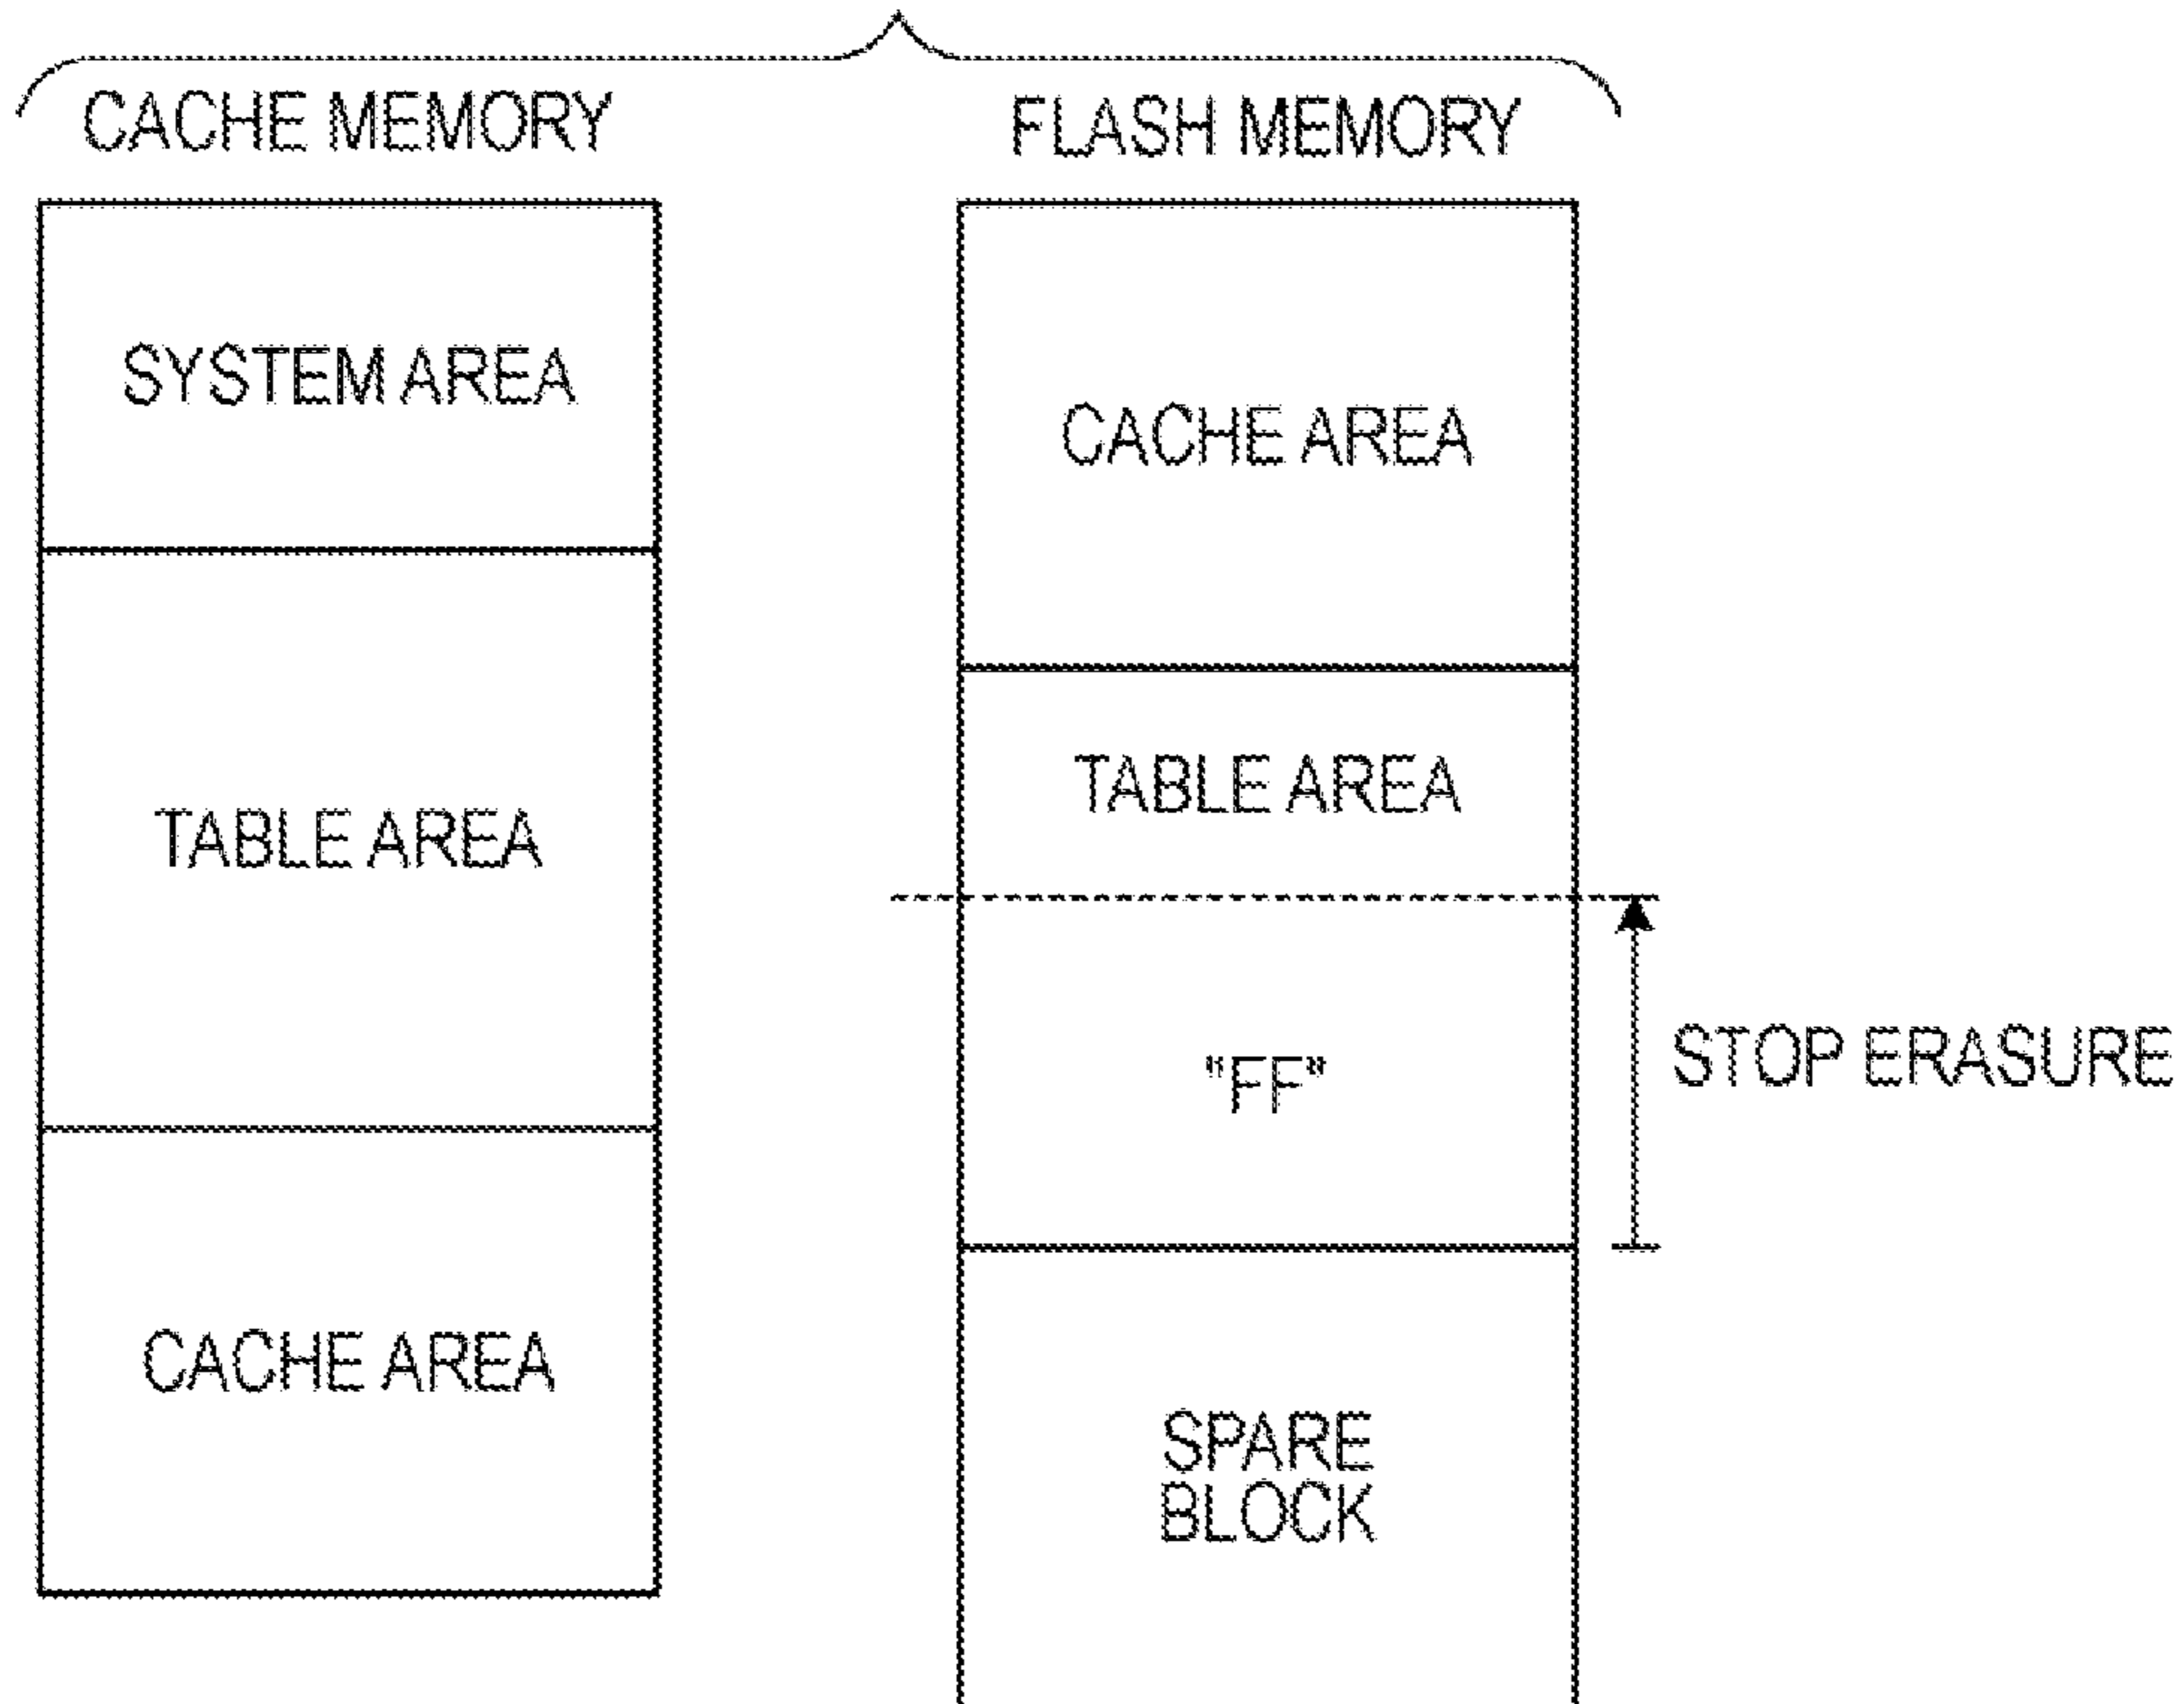 CACHE MEMORY
SYSTEM AREA
TABLE AREA
CACHE AREA
FLASH MEMORY
CACHE AREA
TABLE AREA
"FF"
STOP ERASURE
SPARE
BLOCK